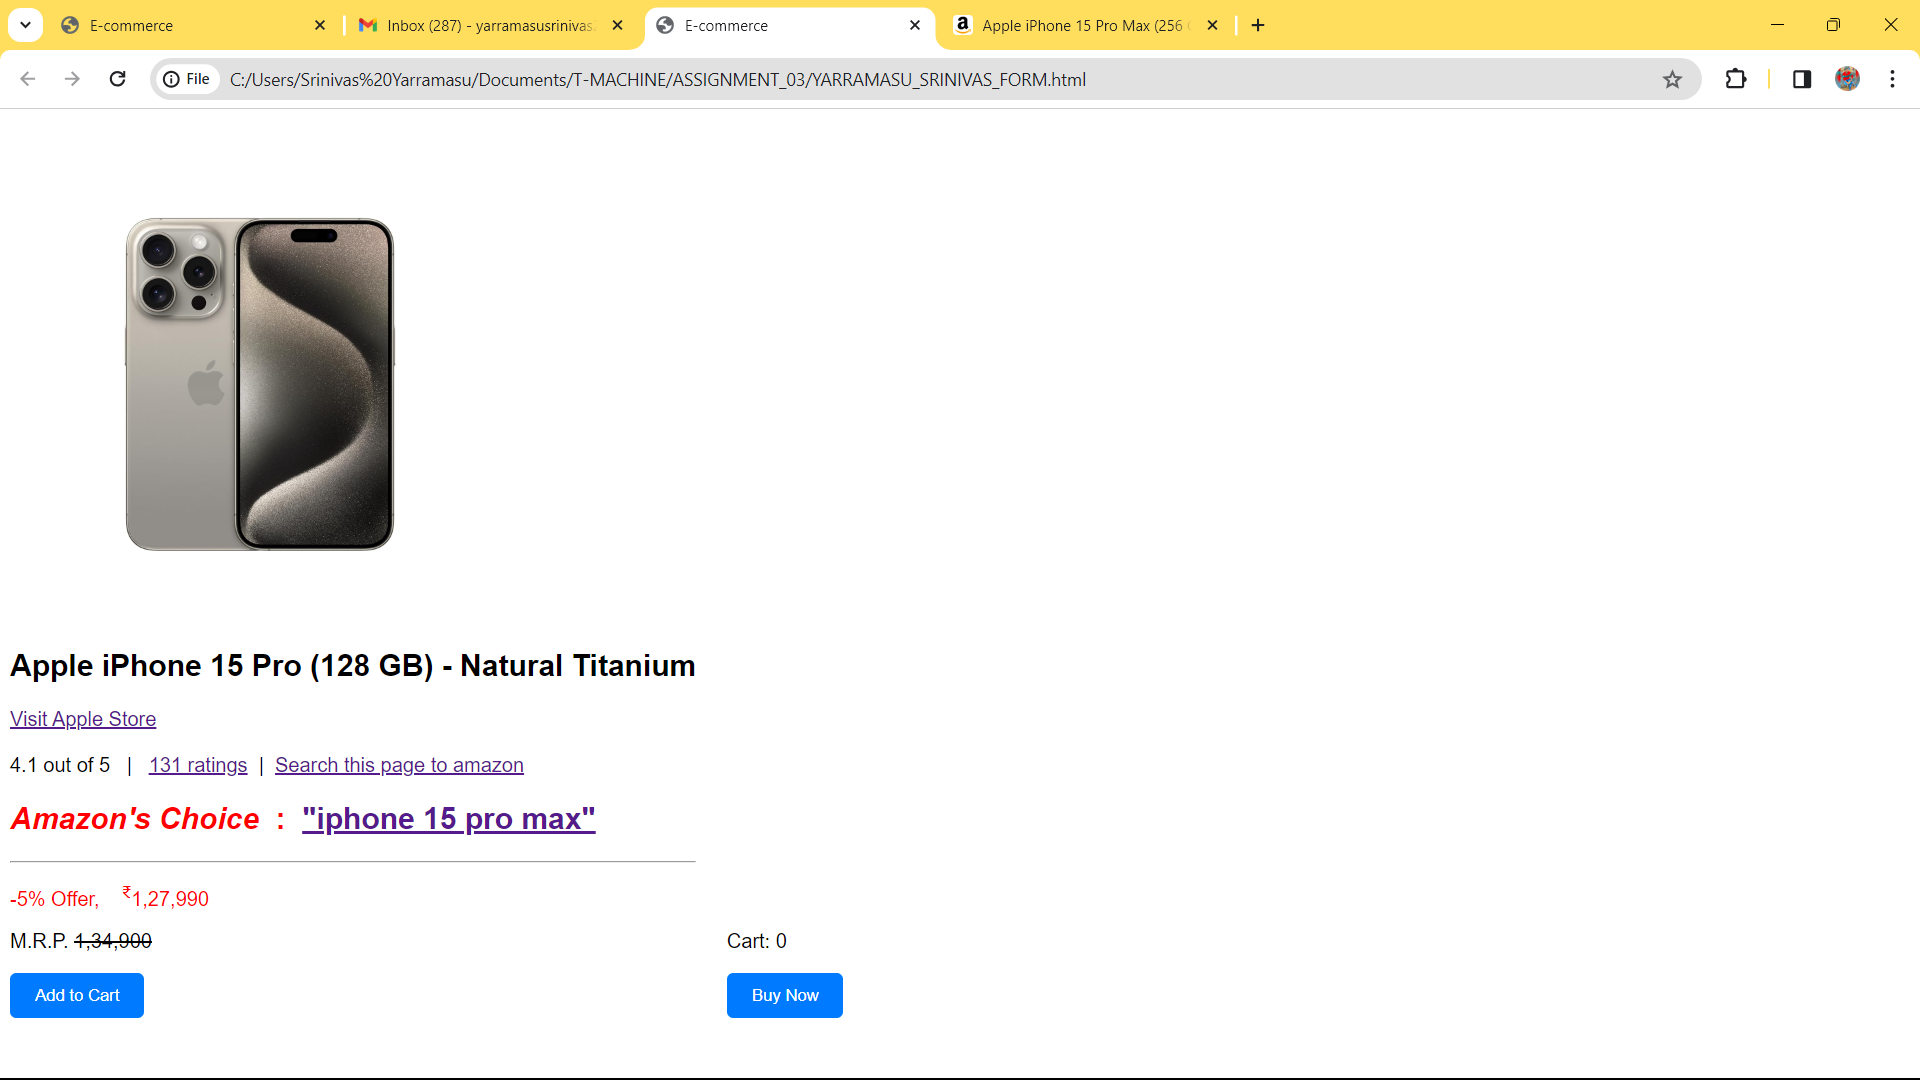 E-commerce
Inbox (287) - yarramasusrinivas
E-commerce
Apple iPhone 15 Pro Max (256
File
C:/Users/Srinivas%20Yarramasu/Documents/T-MACHINE/ASSIGNMENT_03/YARRAMASU_SRINIVAS_FORM.html
Apple iPhone 15 Pro (128 GB) - Natural Titanium
Visit Apple Store
4.1 out of 5 | 131 ratings | Search this page to amazon
Amazon's Choice : "iphone 15 pro max"
-5% Offer, ₹1,27,990
M.R.P. 1,34,900
Cart: 0
Add to Cart
Buy Now